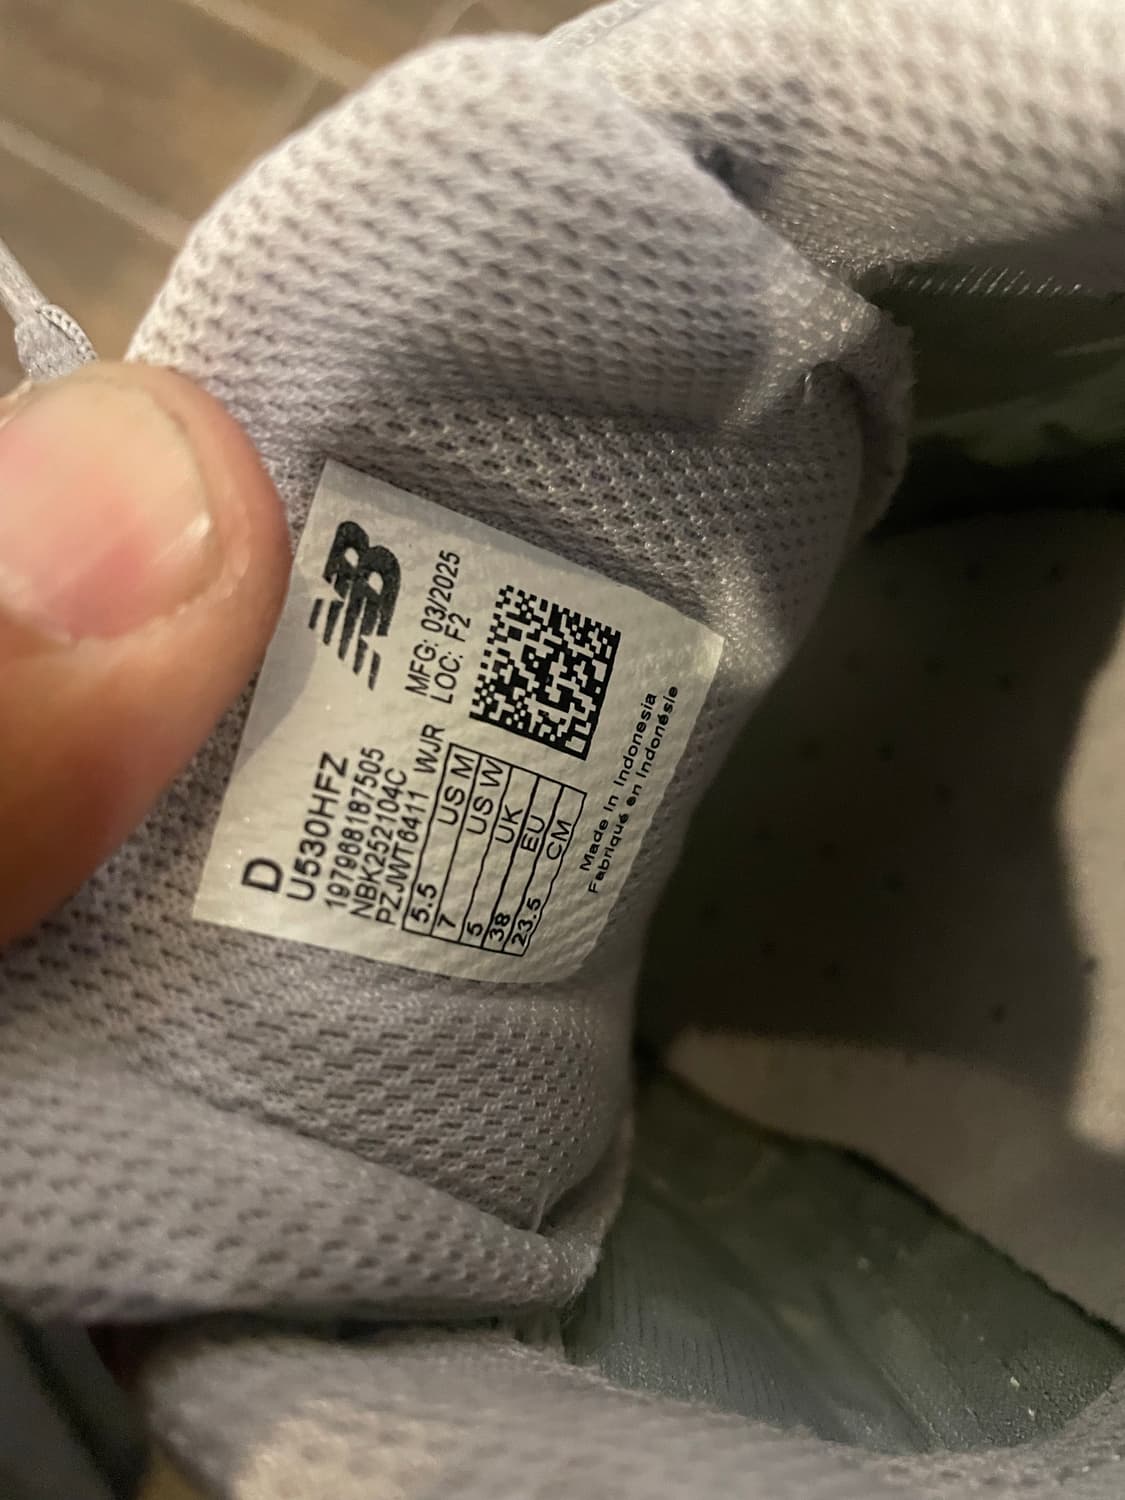 NB
MFG: 03/2025
LOC: F2
D
U530HFZ
197968187505
NBK252104C
PZJWT6411 WJR
5.5 US M
7 US W
5 UK
38 EU
23.5 CM
Made in Indonesia
Fabriqué en Indonésie